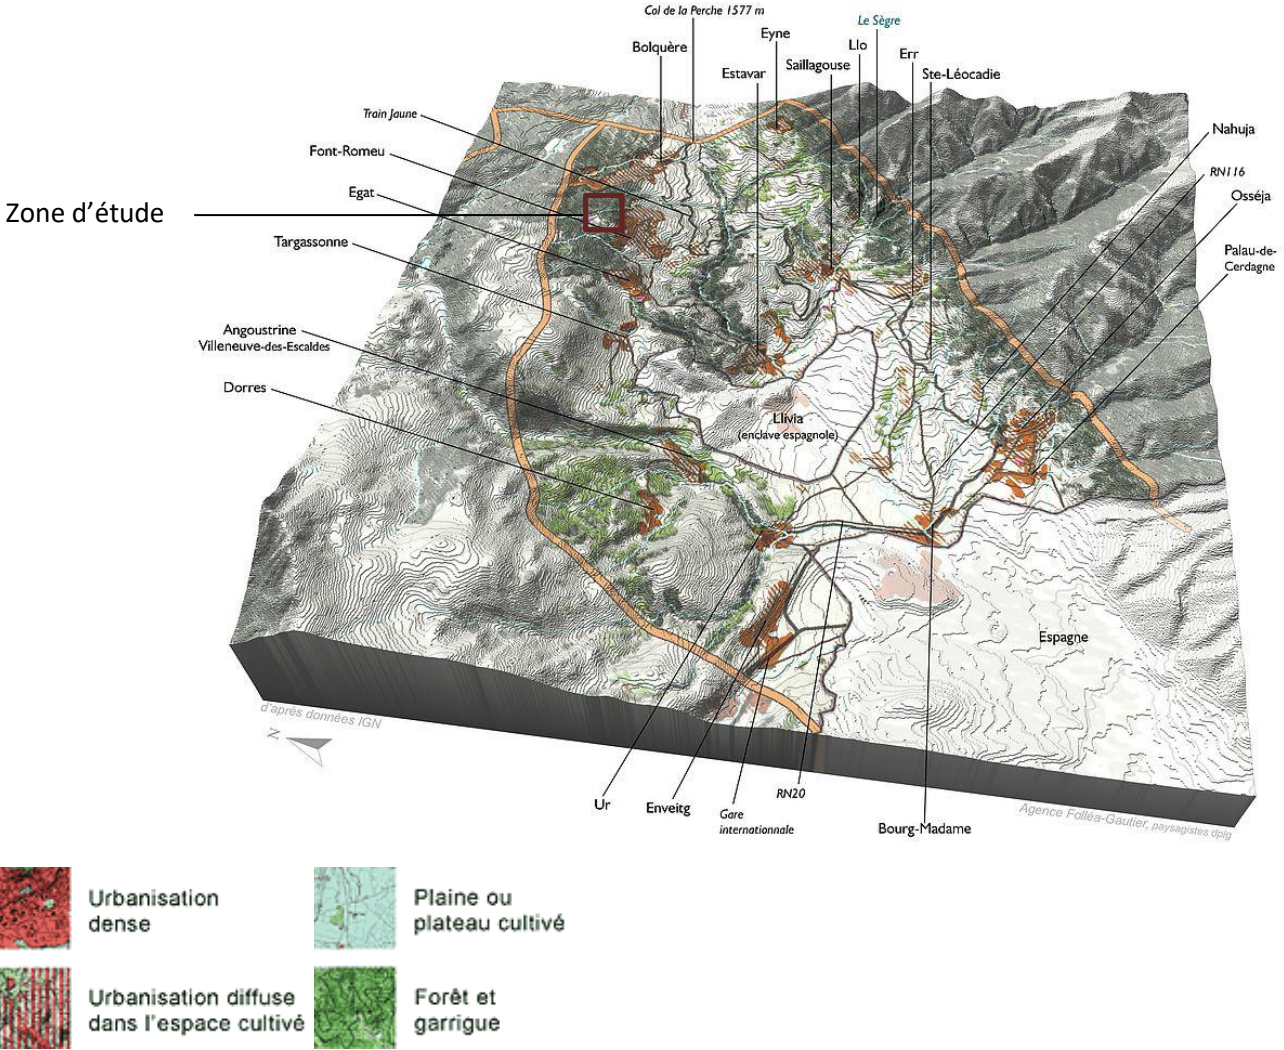 Col de la Perche 1577 m
Le Sègre
Eyne
Bolquère
Llo
Err
Saillagouse
Estavar
Ste-Léocadie
Train Jaune
Nahuja
Font-Romeu
RN116
Egat
Osséja
Zone d'étude
Targassonne
Palau-de-
Cerdagne
Angoustrine
Villeneuve-des-Escaldes
Dorres
Llivia
(enclave espagnole)
Espagne
d'après données IGN
N
Ur
Enveitg
RN20
Gare
internationnale
Bourg-Madame
Agence Folléa-Gautier, paysagistes dplg
Urbanisation
dense
Plaine ou
plateau cultivé
Urbanisation diffuse
dans l'espace cultivé
Forêt et
garrigue